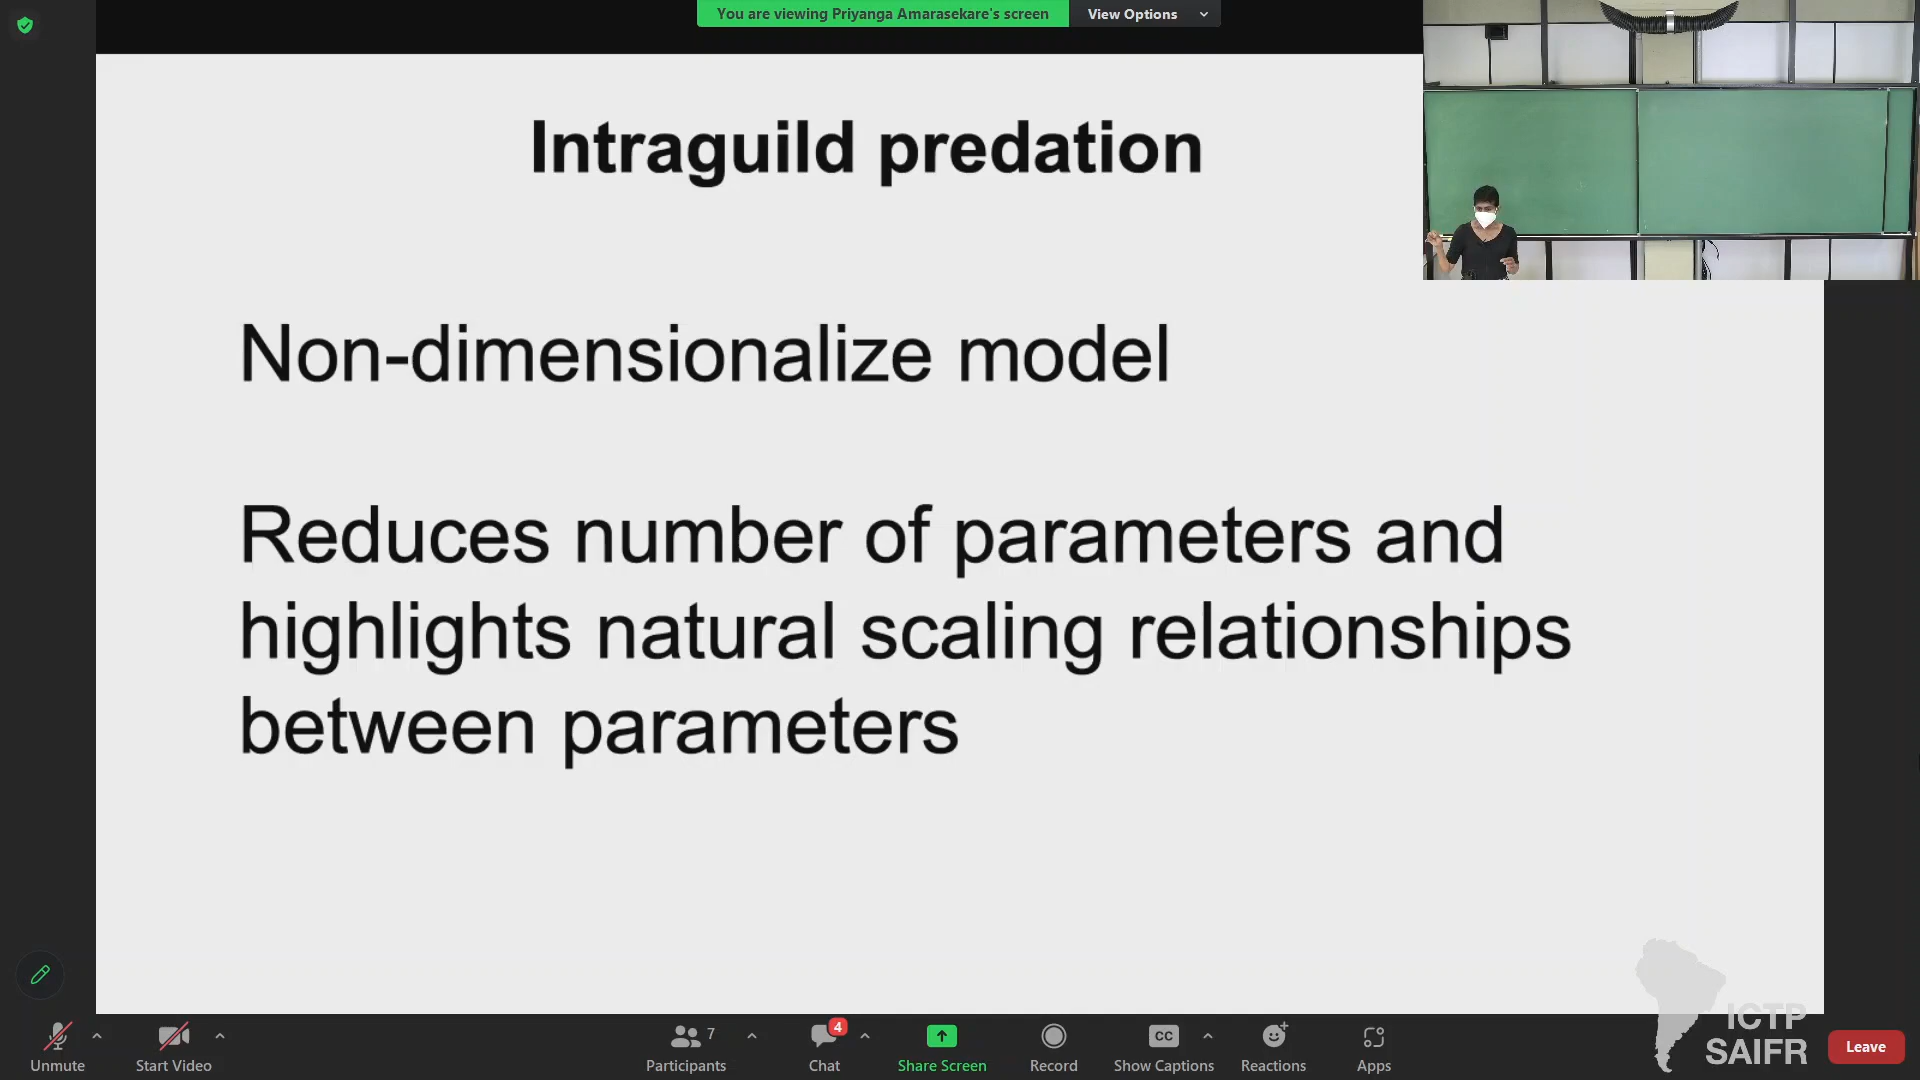 You are viewing Priyanga Amarasekare's screen
View Options
Intraguild predation
Non-dimensionalize model
Reduces number of parameters and
highlights natural scaling relationships
between parameters
ICTP
SAIFR
Unmute
Start Video
7
Participants
4
Chat
Share Screen
Record
CC
Show Captions
Reactions
Apps
Leave